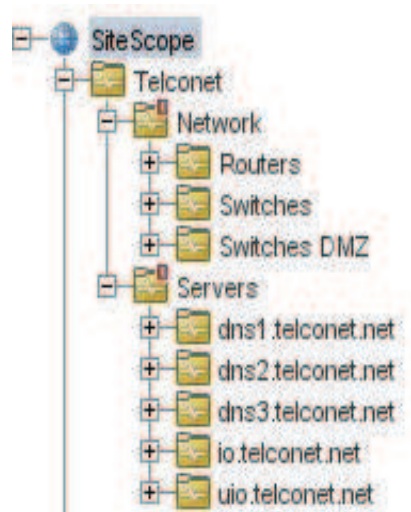 SiteScope
Telconet
Network
Routers
Switches
Switches DMZ
Servers
dns1.telconet.net
dns2.telconet.net
dns3.telconet.net
io.telconet.net
uio.telconet.net